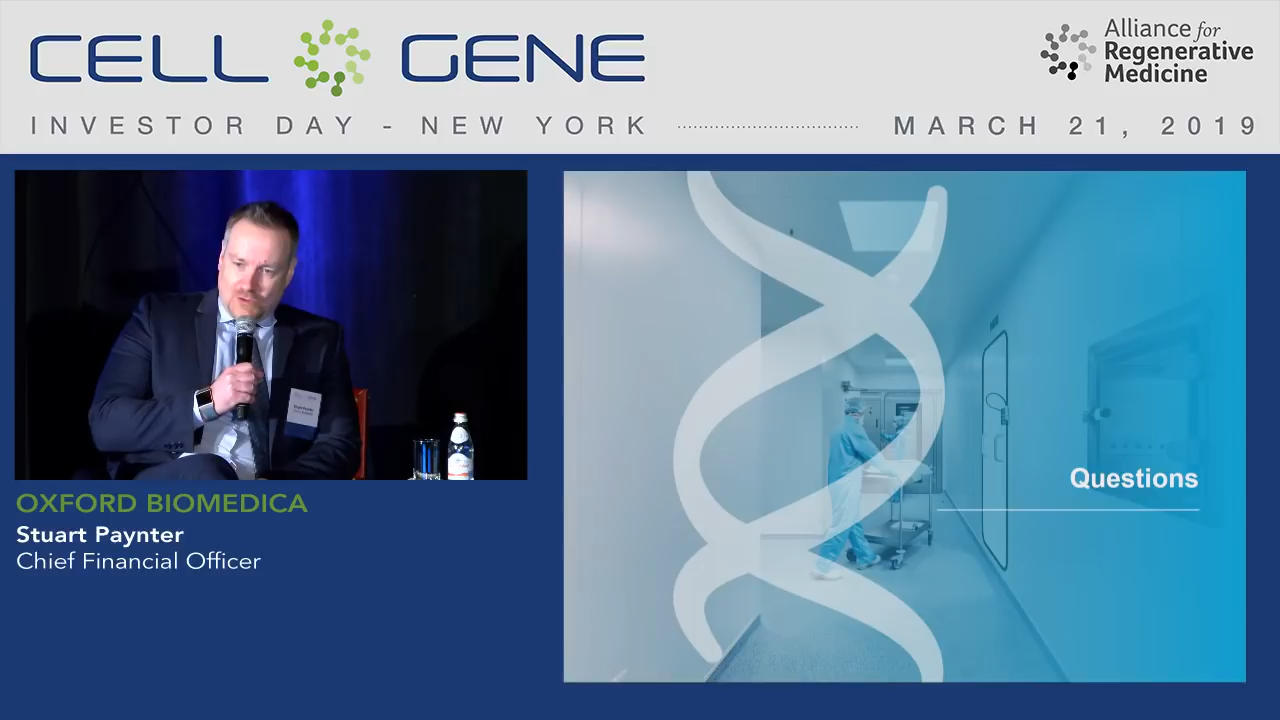 CELL GENE
Alliance for
Regenerative
Medicine
INVESTOR DAY - NEW YORK
MARCH 21, 2019
OXFORD BIOMEDICA
Stuart Paynter
Chief Financial Officer
Questions